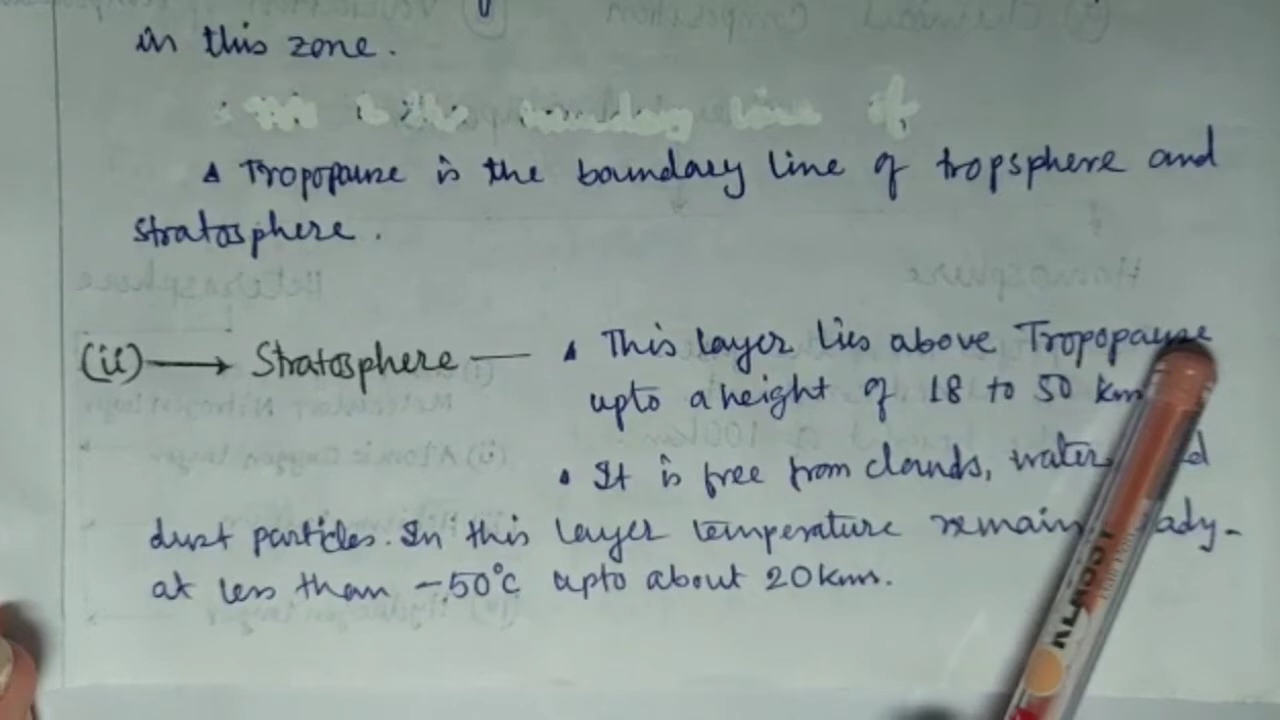 in this zone.
▲ Tropopause is the boundary line of tropsphere and
stratosphere.
(ii) → Stratosphere — ▲ This layer lies above Tropopause
upto a height of 18 to 50 km
▲ It is free from clouds, water
dust particles. In this layer temperature remain
at less than -50°C upto about 20km.
KLASSY